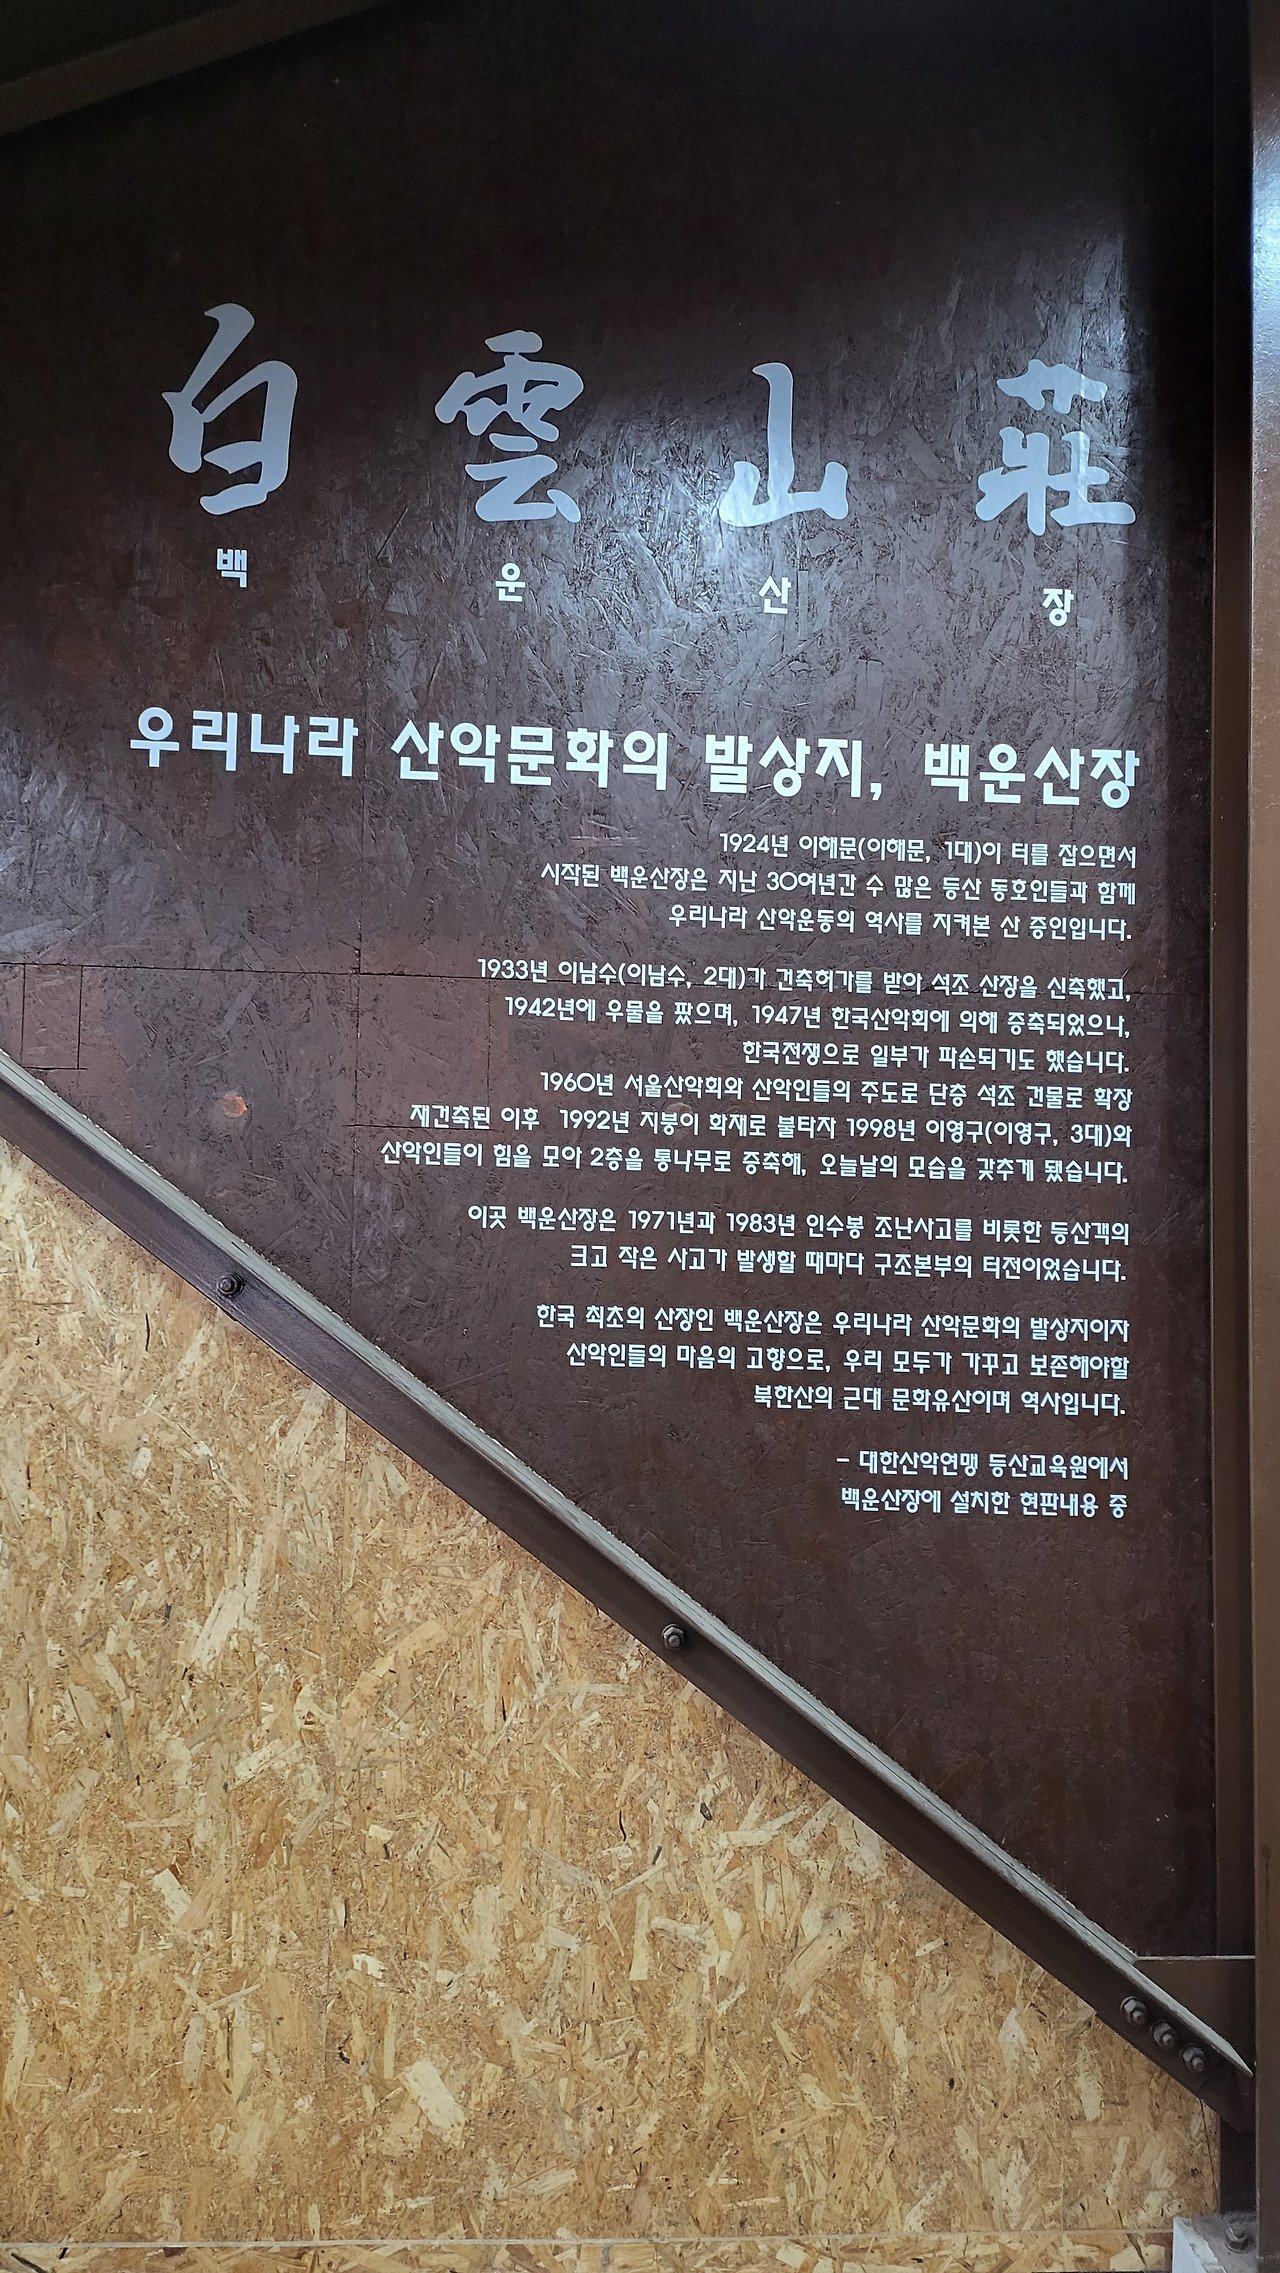 白雲山莊
백운산장
우리나라 산악문화의 발상지, 백운산장
1924년 이해문(이해문, 1대)이 터를 잡으면서
시작된 백운산장은 지난 30여년간 수 많은 등산 동호인들과 함께
우리나라 산악운동의 역사를 지켜본 산 증인입니다.
1933년 이남수(이남수, 2대)가 건축허가를 받아 석조 산장을 신축했고,
1942년에 우물을 팠으며, 1947년 한국산악회에 의해 증축되었으나,
한국전쟁으로 일부가 파손되기도 했습니다.
1960년 서울산악회와 산악인들의 주도로 단층 석조 건물로 확장
재건축된 이후 1992년 지붕이 화재로 불타자 1998년 이영구(이영구, 3대)와
산악인들이 힘을 모아 2층을 통나무로 증축해, 오늘날의 모습을 갖추게 됐습니다.
이곳 백운산장은 1971년과 1983년 인수봉 조난사고를 비롯한 등산객의
크고 작은 사고가 발생할 때마다 구조본부의 터전이었습니다.
한국 최초의 산장인 백운산장은 우리나라 산악문화의 발상지이자
산악인들의 마음의 고향으로, 우리 모두가 가꾸고 보존해야할
북한산의 근대 문화유산이며 역사입니다.
- 대한산악연맹 등산교육원에서
백운산장에 설치한 현판내용 중